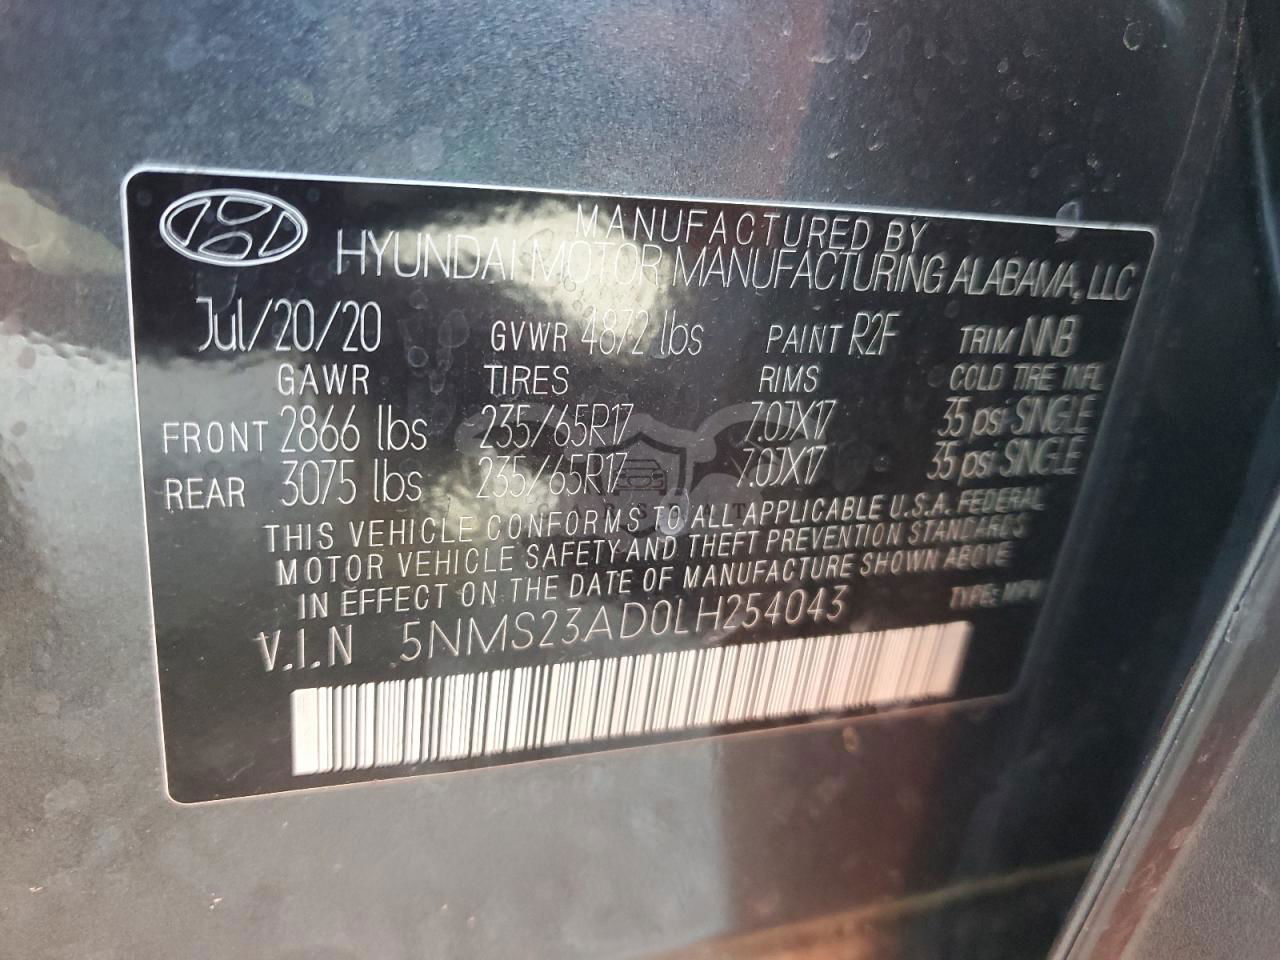 MANUFACTURED BY
HYUNDAI MOTOR MANUFACTURING ALABAMA, LLC
Jul/20/20 GVWR 4872 lbs PAINT R2F TRIM NNB
GAWR TIRES RIMS COLD TIRE INFL
FRONT 2866 lbs 235/65R17 7.0JX17 35 psi SINGLE
REAR 3075 lbs 235/65R17 7.0JX17 35 psi SINGLE
THIS VEHICLE CONFORMS TO ALL APPLICABLE U.S.A. FEDERAL
MOTOR VEHICLE SAFETY AND THEFT PREVENTION STANDARDS
IN EFFECT ON THE DATE OF MANUFACTURE SHOWN ABOVE
V.I.N 5NMS23AD0LH254043 TYPE: MPV